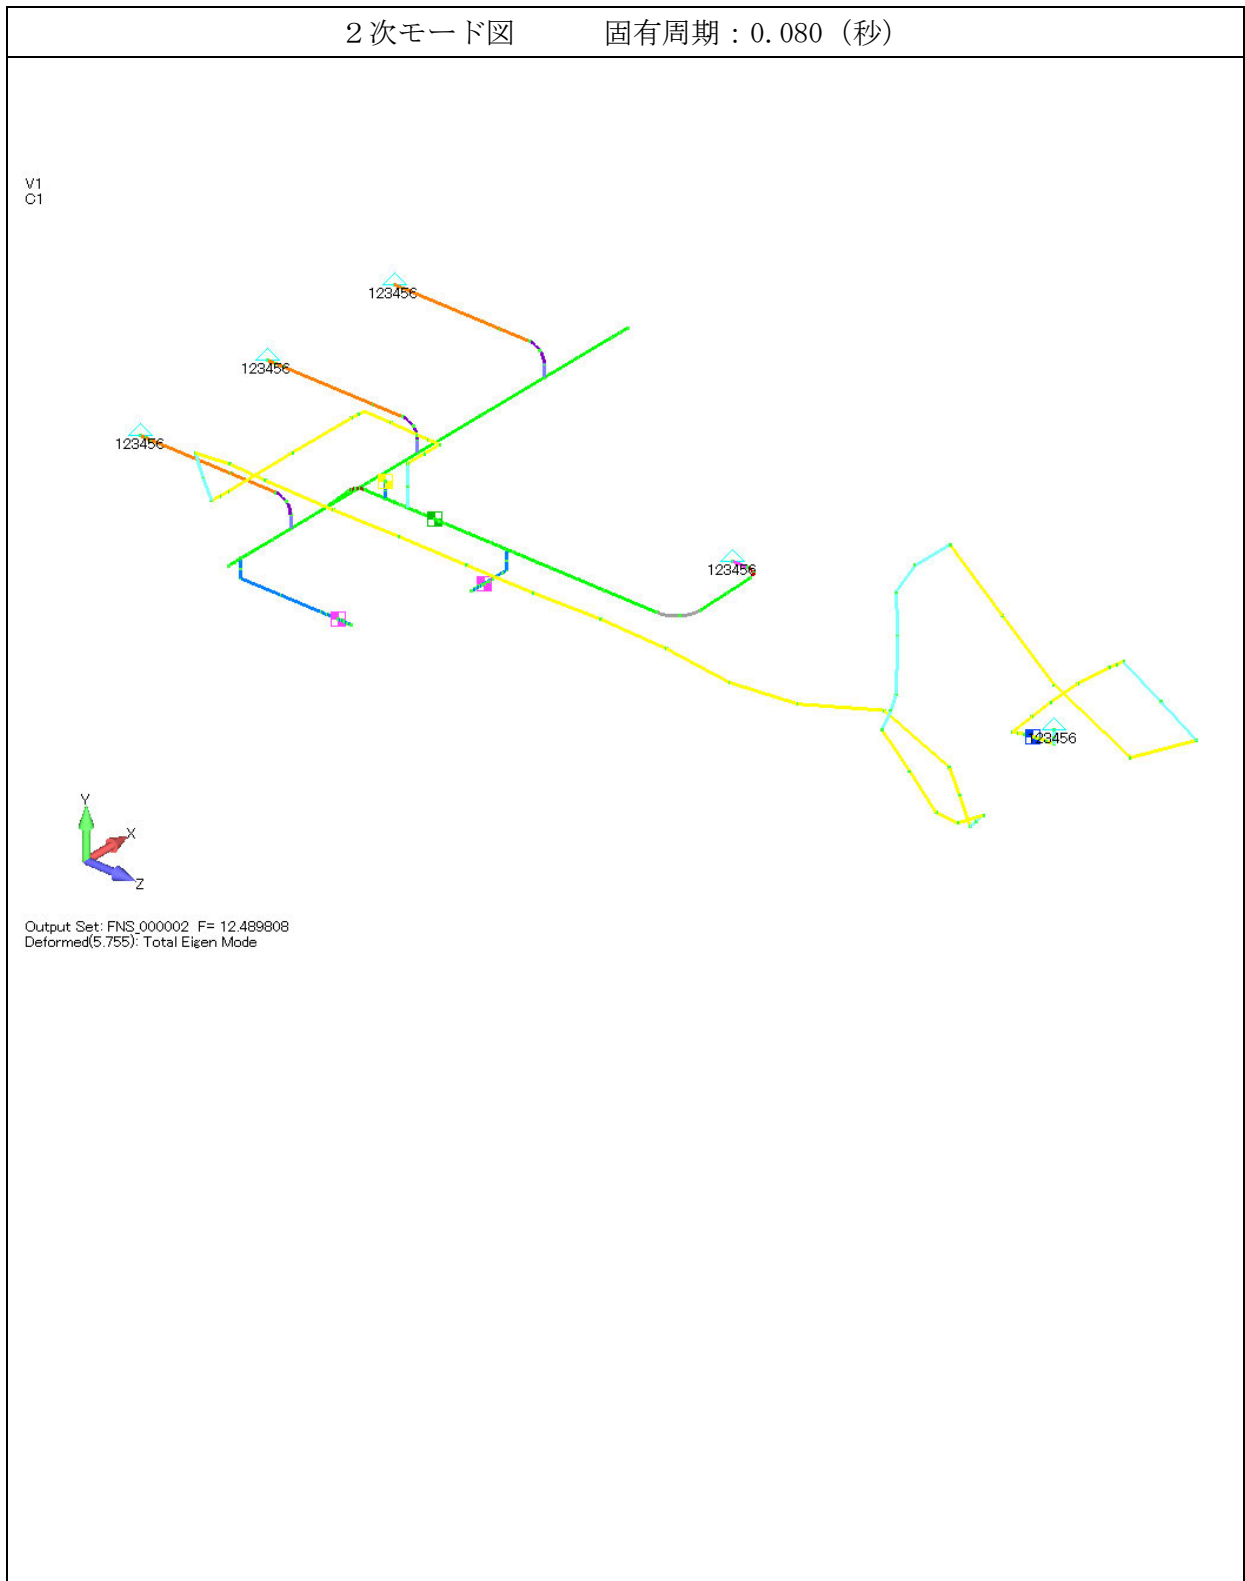 ２次モード図　　　固有周期：0.080（秒）
V1
C1
123456
123456
123456
123456
123456
Y
X
Z
Output Set: FNS_000002 F= 12.489808
Deformed(5.755): Total Eigen Mode